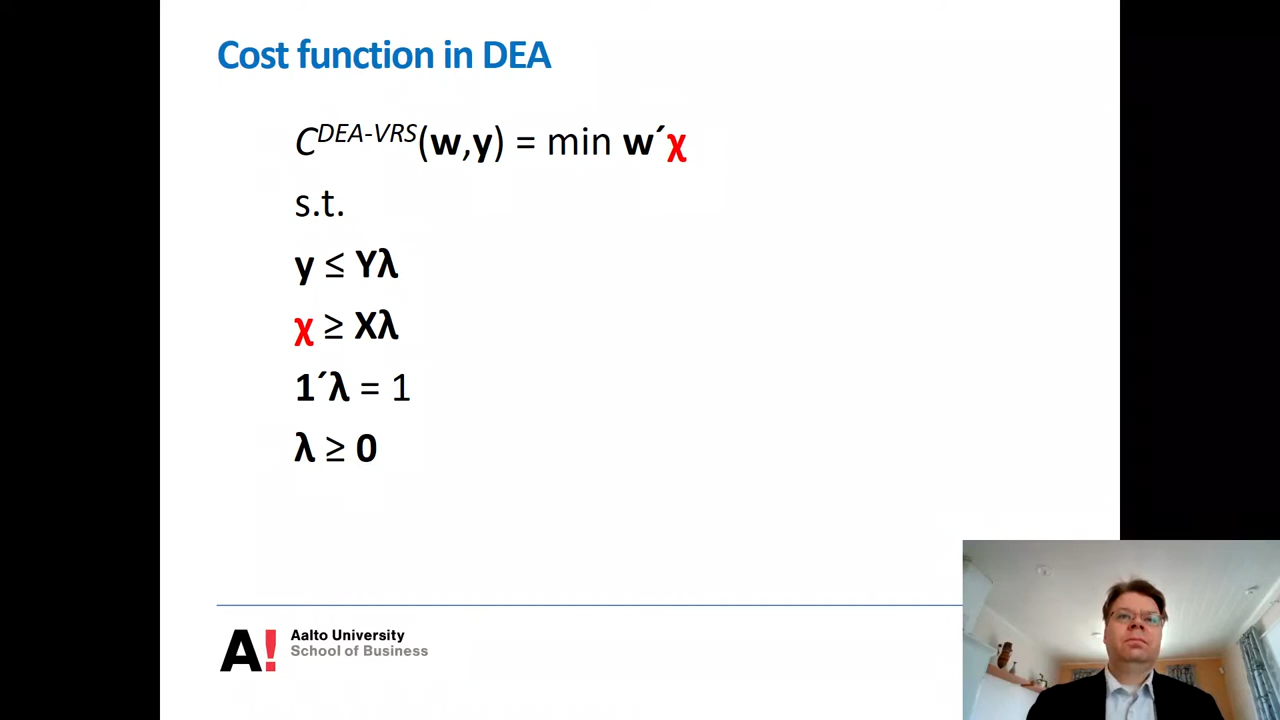 Cost function in DEA
C^DEA-VRS(w,y) = min w´χ
s.t.
y ≤ Yλ
χ ≥ Xλ
1´λ = 1
λ ≥ 0
A!
Aalto University
School of Business